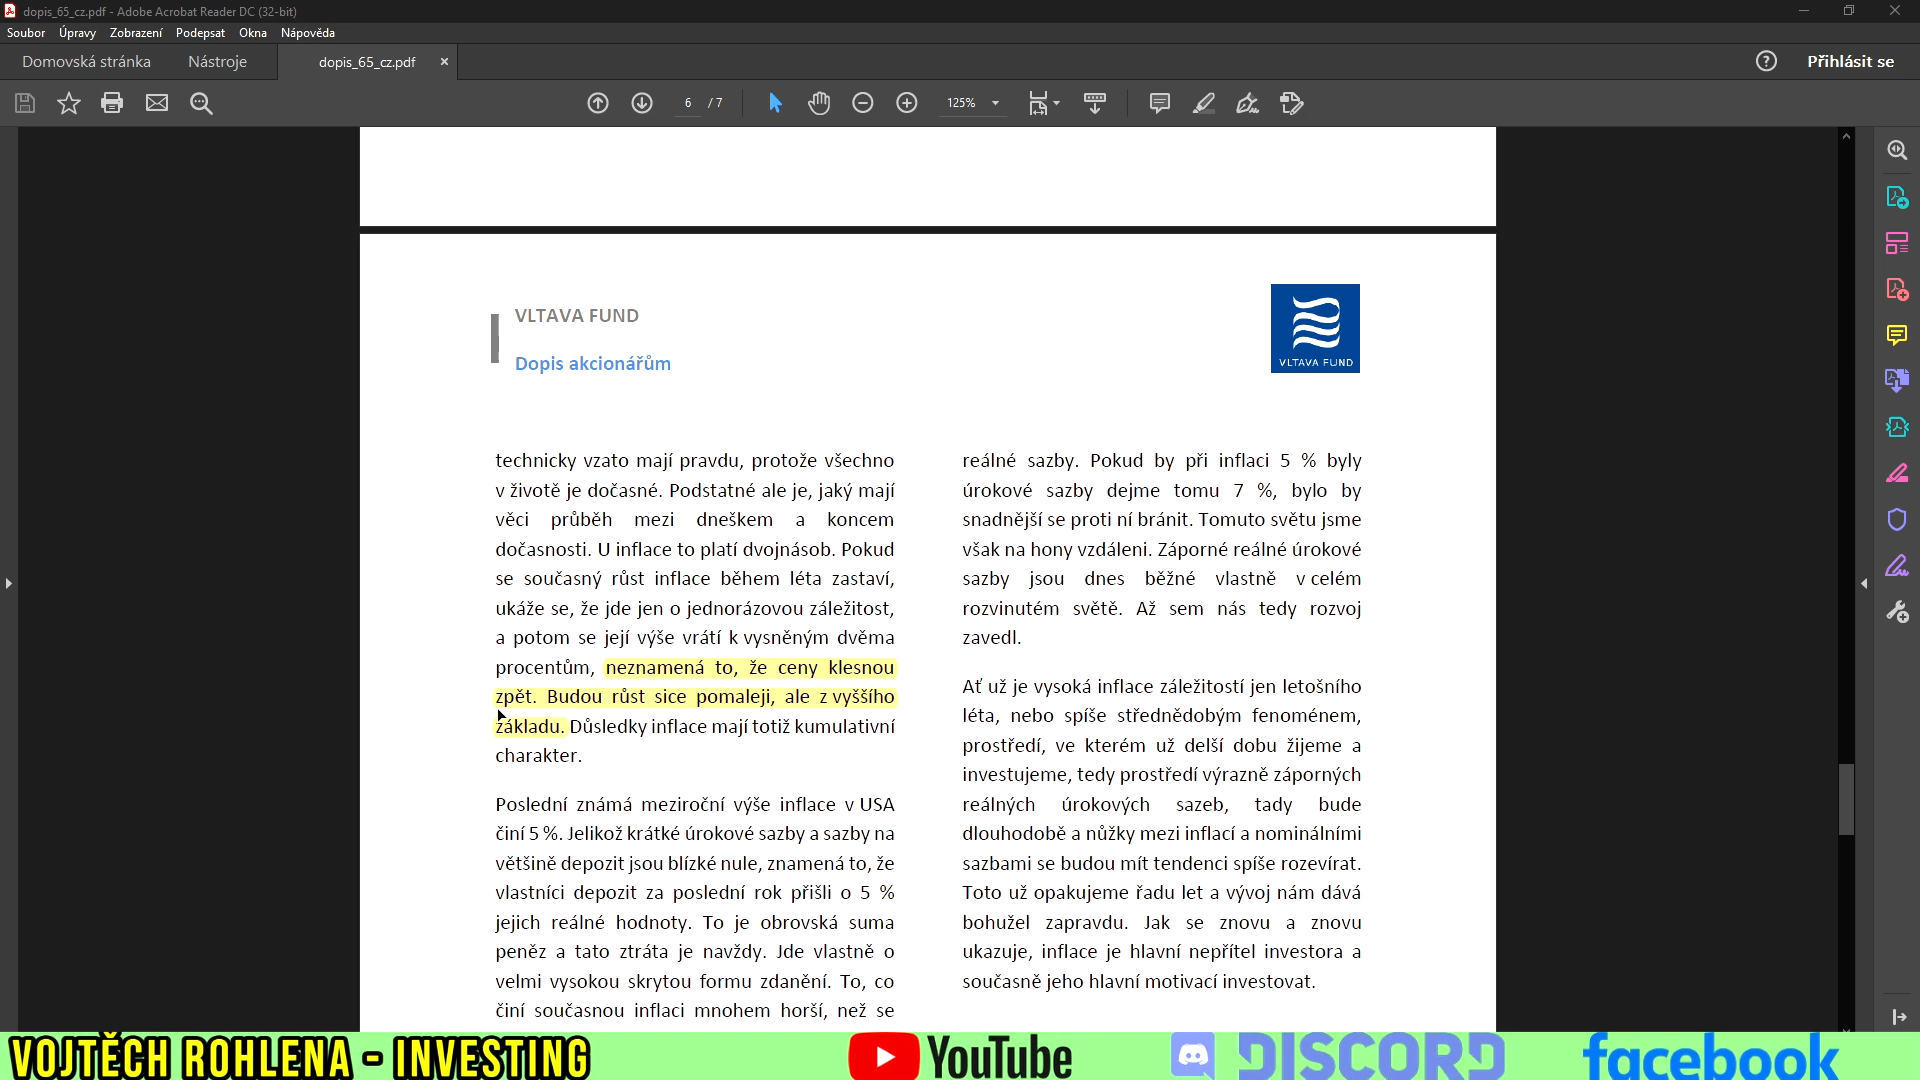 dopis_65_cz.pdf - Adobe Acrobat Reader DC (32-bit)
Soubor Úpravy Zobrazení Podepsat Okna Nápověda
Domovská stránka Nástroje dopis_65_cz.pdf Přihlásit se
6 / 7 125%
VLTAVA FUND
Dopis akcionářům
VLTAVA FUND
technicky vzato mají pravdu, protože všechno
v životě je dočasné. Podstatné ale je, jaký mají
věci průběh mezi dneškem a koncem
dočasnosti. U inflace to platí dvojnásob. Pokud
se současný růst inflace během léta zastaví,
ukáže se, že jde jen o jednorázovou záležitost,
a potom se její výše vrátí k vysněným dvěma
procentům, neznamená to, že ceny klesnou
zpět. Budou růst sice pomaleji, ale z vyššího
základu. Důsledky inflace mají totiž kumulativní
charakter.
Poslední známá meziroční výše inflace v USA
činí 5 %. Jelikož krátké úrokové sazby a sazby na
většině depozit jsou blízké nule, znamená to, že
vlastníci depozit za poslední rok přišli o 5 %
jejich reálné hodnoty. To je obrovská suma
peněz a tato ztráta je navždy. Jde vlastně o
velmi vysokou skrytou formu zdanění. To, co
činí současnou inflaci mnohem horší, než se
reálné sazby. Pokud by při inflaci 5 % byly
úrokové sazby dejme tomu 7 %, bylo by
snadnější se proti ní bránit. Tomuto světu jsme
však na hony vzdáleni. Záporné reálné úrokové
sazby jsou dnes běžné vlastně v celém
rozvinutém světě. Až sem nás tedy rozvoj
zavedl.
Ať už je vysoká inflace záležitostí jen letošního
léta, nebo spíše střednědobým fenoménem,
prostředí, ve kterém už delší dobu žijeme a
investujeme, tedy prostředí výrazně záporných
reálných úrokových sazeb, tady bude
dlouhodobě a nůžky mezi inflací a nominálními
sazbami se budou mít tendenci spíše rozevírat.
Toto už opakujeme řadu let a vývoj nám dává
bohužel zapravdu. Jak se znovu a znovu
ukazuje, inflace je hlavní nepřítel investora a
současně jeho hlavní motivací investovat.
VOJTĚCH ROHLENA - INVESTING YouTube DISCORD facebook